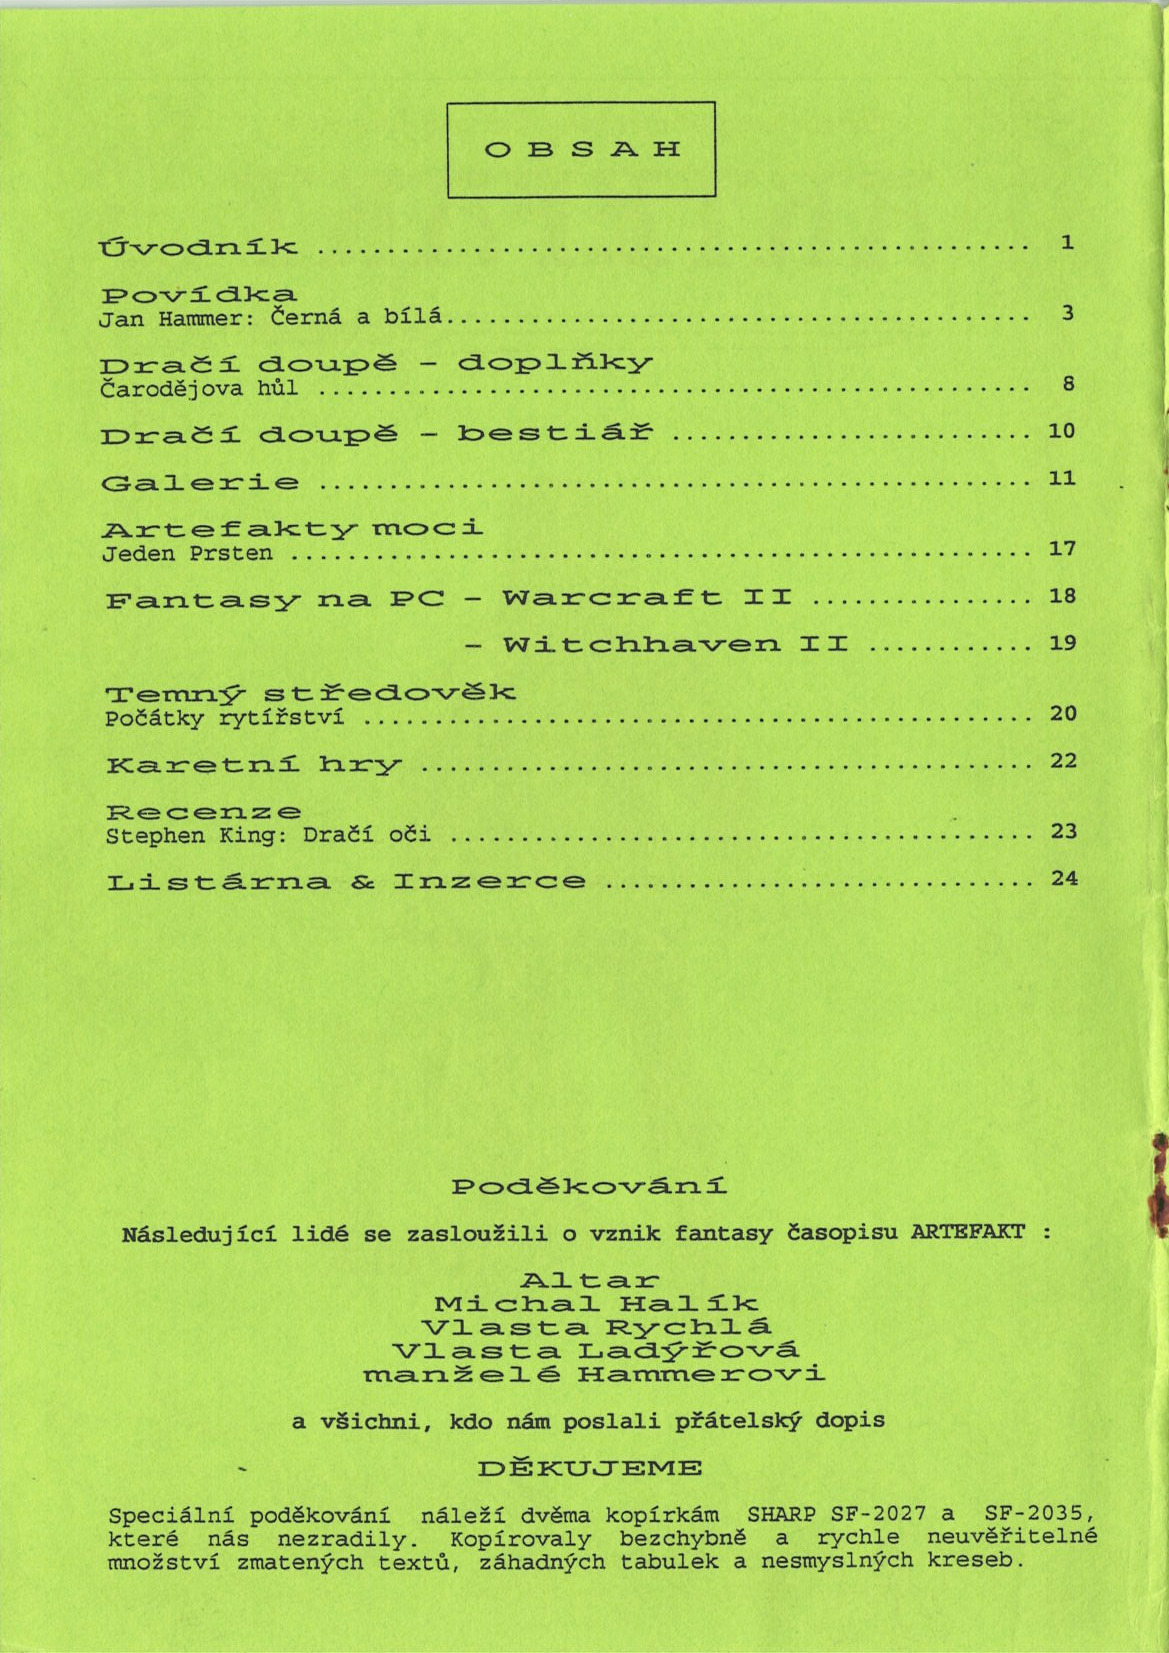 O B S A H
Úvodník .................................................. 1
Povídka
Jan Hammer: Černá a bílá......................................... 3
Dračí doupě - doplňky
Čarodějova hůl .................................................. 8
Dračí doupě - bestiář ......................... 10
Galerie .................................................. 11
Artefakty moci
Jeden Prsten .................................................... 17
Fantasy na PC - Warcraft II ................ 18
- Witchhaven II ............ 19
Temný středověk
Počátky rytířství ............................................... 20
Karetní hry ........................................... 22
Recenze
Stephen King: Dračí oči ......................................... 23
Listárna & Inzerce .............................. 24
Poděkování
Následující lidé se zasloužili o vznik fantasy časopisu ARTEFAKT :
Altar
Michal Halík
Vlasta Rychlá
Vlasta Ladýřová
manželé Hammerovi
a všichni, kdo nám poslali přátelský dopis
DĚKUJEME
Speciální poděkování náleží dvěma kopírkám SHARP SF-2027 a SF-2035,
které nás nezradily. Kopírovaly bezchybně a rychle neuvěřitelné
množství zmatených textů, záhadných tabulek a nesmyslných kreseb.